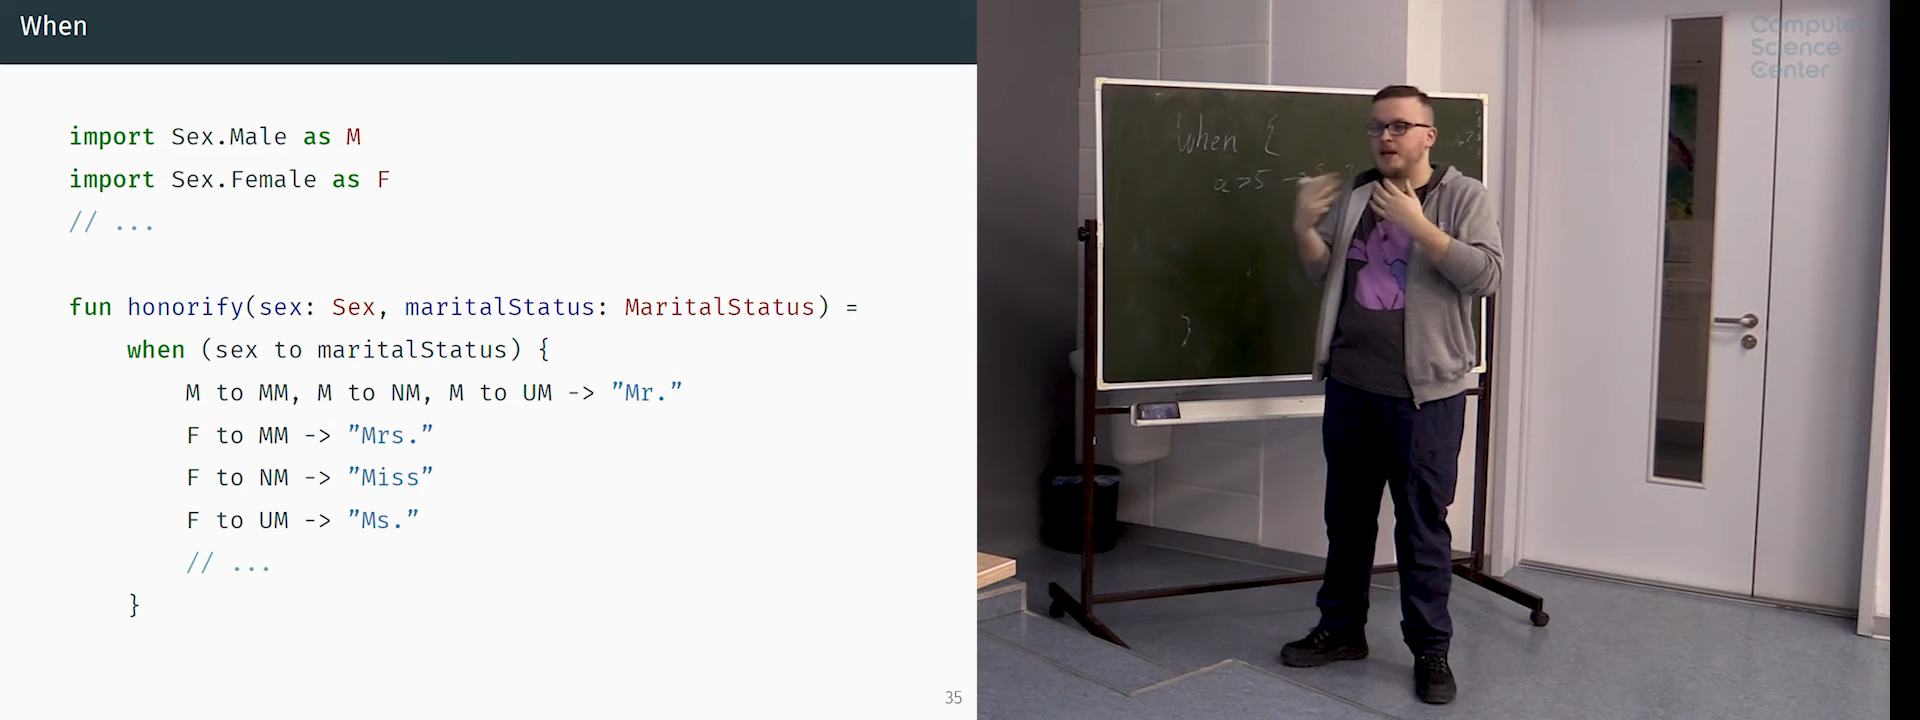 When
import Sex.Male as M
import Sex.Female as F
// ...
fun honorify(sex: Sex, maritalStatus: MaritalStatus) =
when (sex to maritalStatus) {
M to MM, M to NM, M to UM -> ”Mr.”
F to MM -> ”Mrs.”
F to NM -> ”Miss”
F to UM -> ”Ms.”
// ...
}
35
When {
a > 5 →
}
Computer
Science
Center